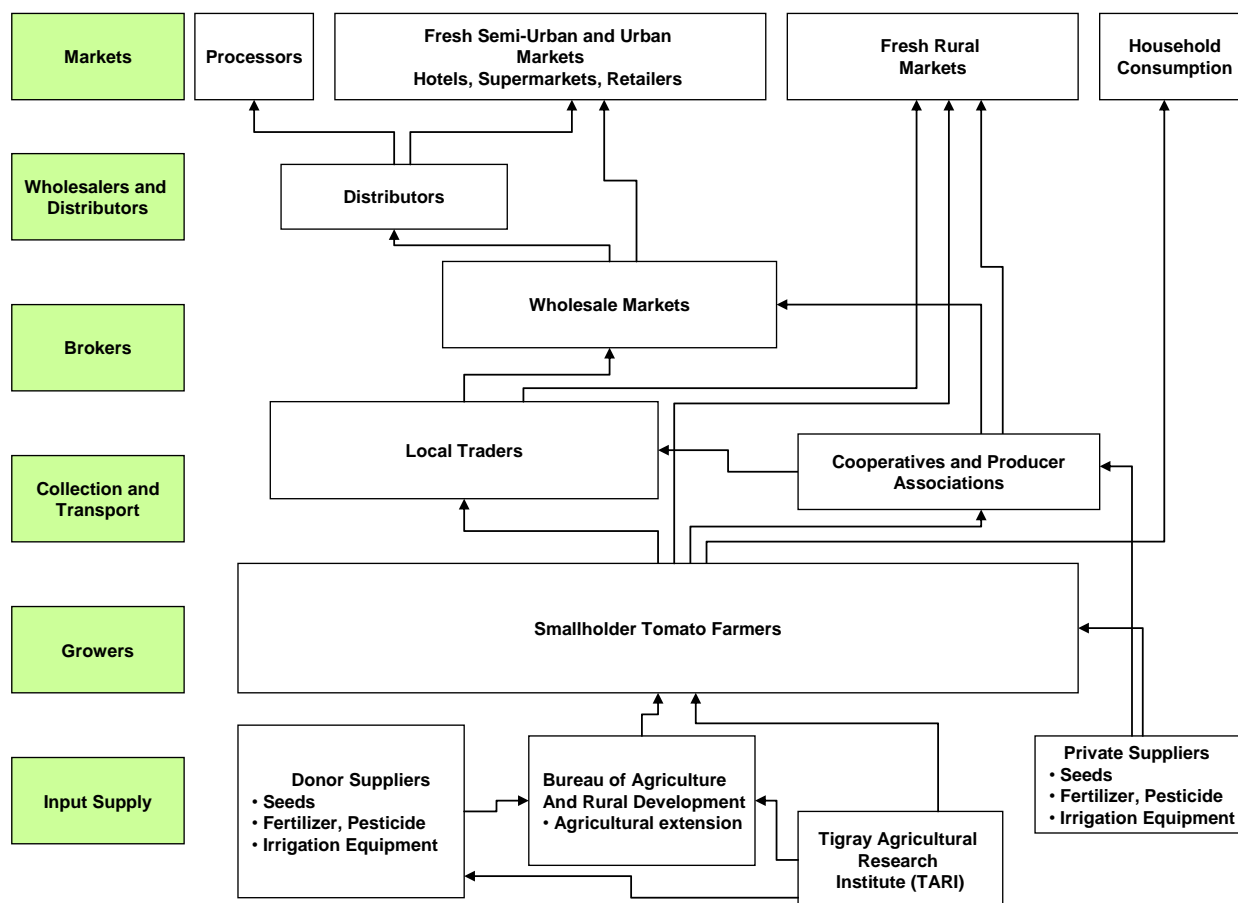 Markets
Processors
Fresh Semi-Urban and Urban
Markets
Hotels, Supermarkets, Retailers
Fresh Rural
Markets
Household
Consumption
Wholesalers and
Distributors
Distributors
Wholesale Markets
Brokers
Local Traders
Cooperatives and Producer
Associations
Collection and
Transport
Smallholder Tomato Farmers
Growers
Input Supply
Donor Suppliers
• Seeds
• Fertilizer, Pesticide
• Irrigation Equipment
Bureau of Agriculture
And Rural Development
• Agricultural extension
Tigray Agricultural
Research
Institute (TARI)
Private Suppliers
• Seeds
• Fertilizer, Pesticide
• Irrigation Equipment